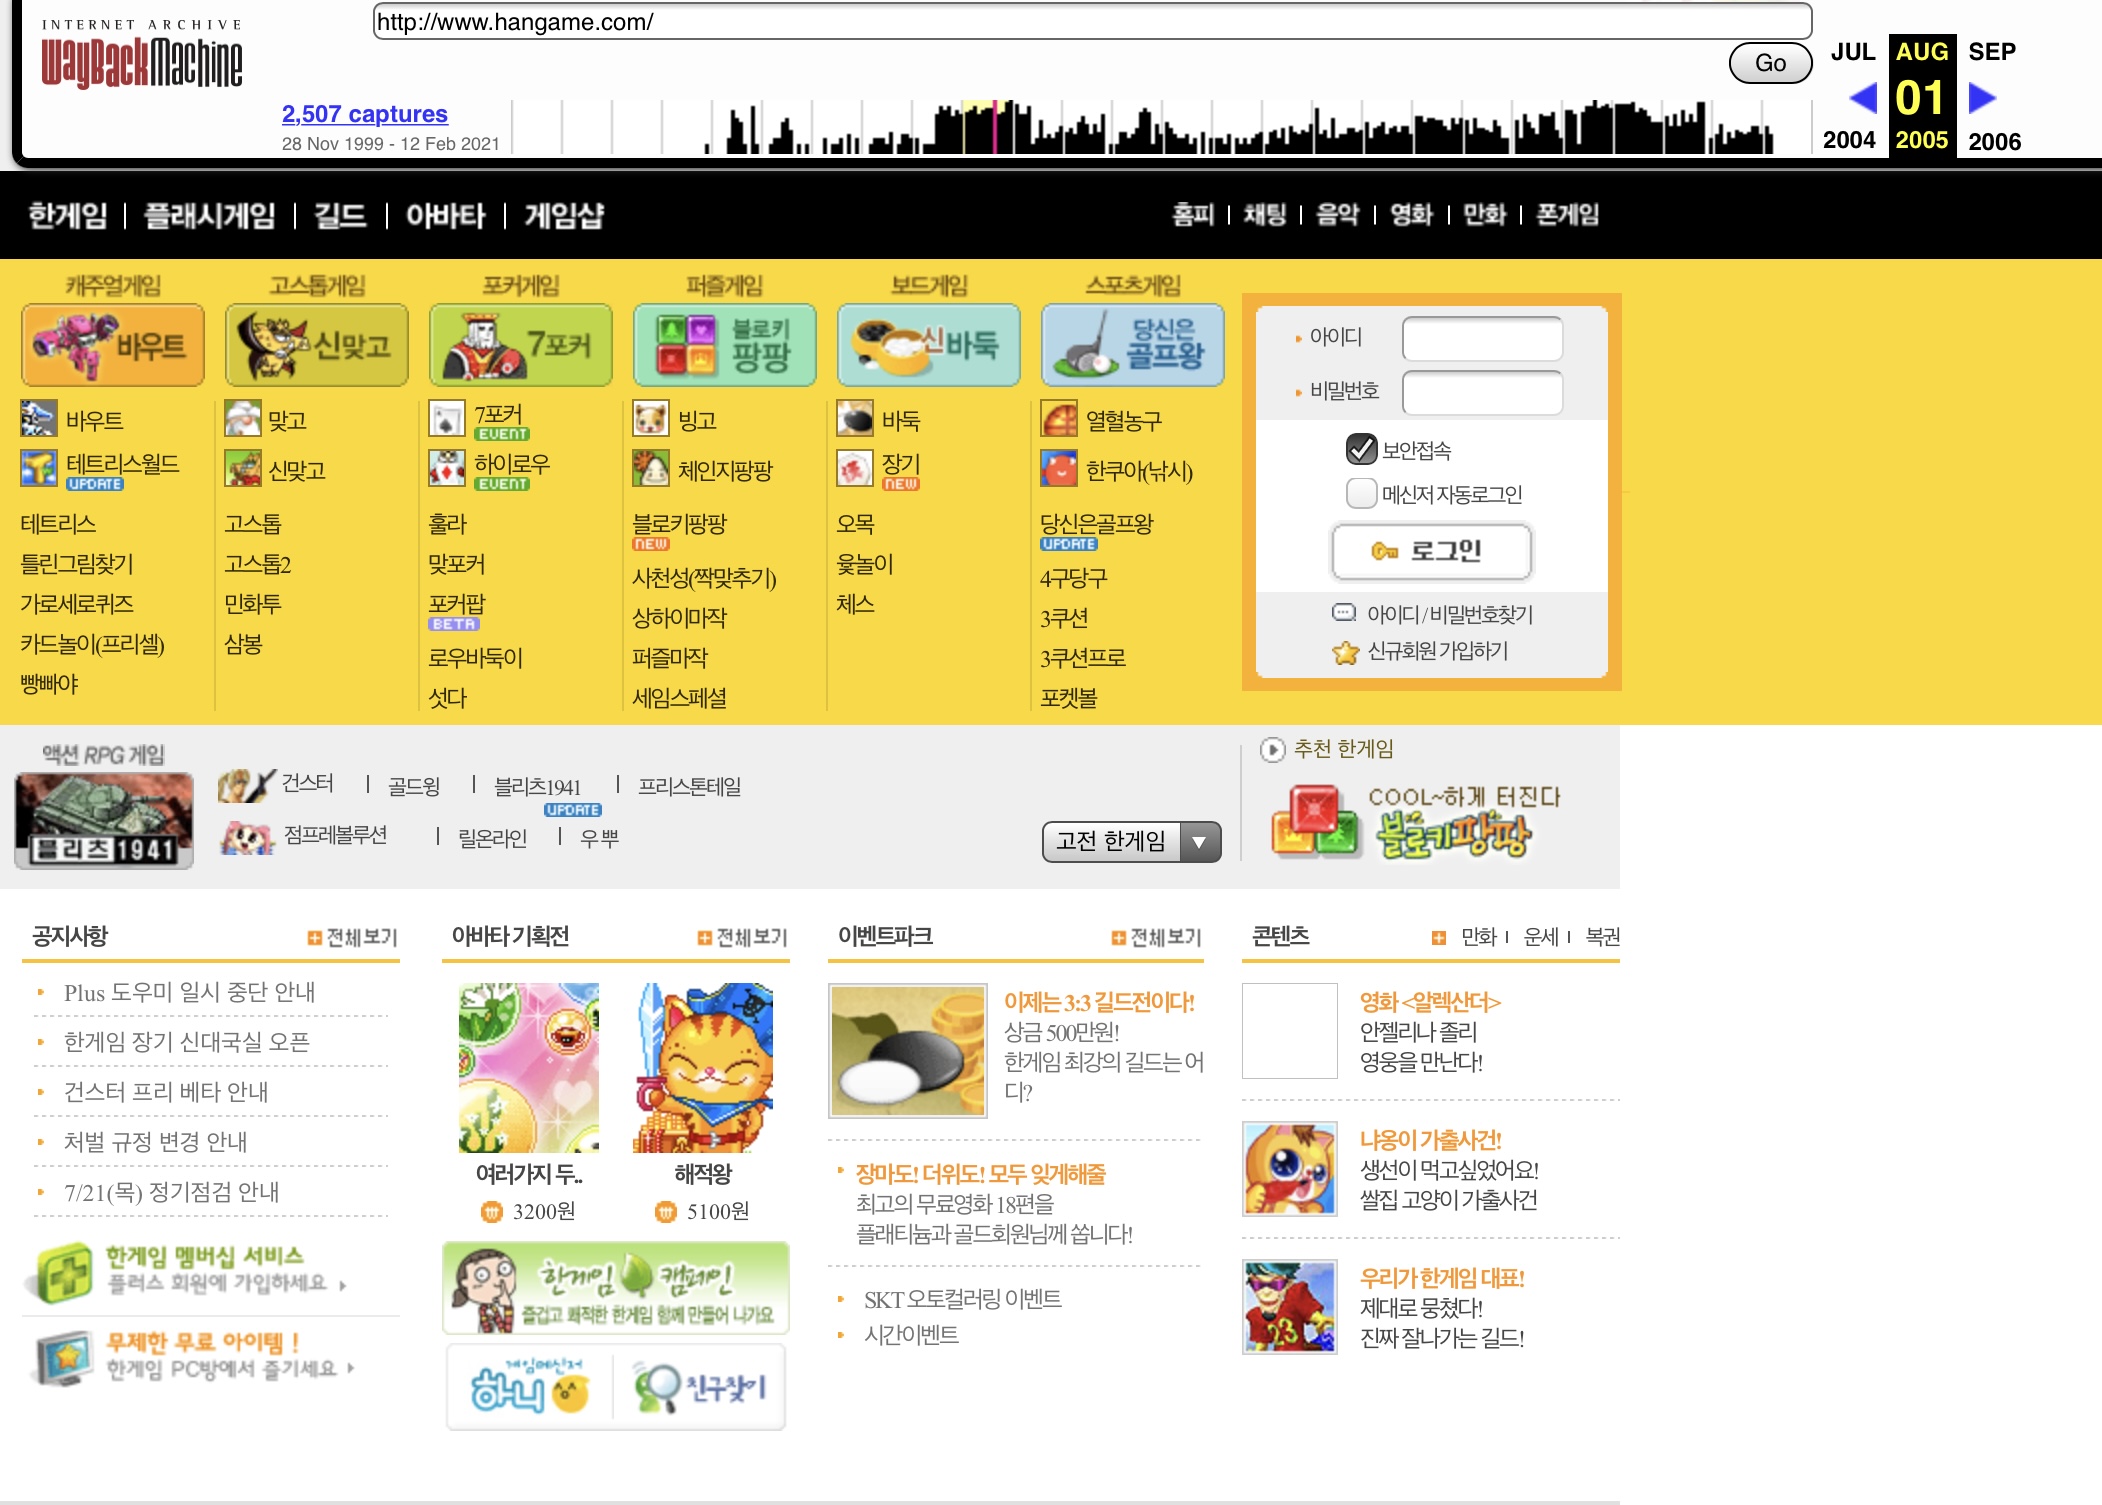 INTERNET ARCHIVE
WayBackMachine
http://www.hangame.com/
Go
JUL AUG SEP
01
2004 2005 2006
2,507 captures
28 Nov 1999 - 12 Feb 2021
한게임 | 플래시게임 | 길드 | 아바타 | 게임샵
홈피 | 채팅 | 음악 | 영화 | 만화 | 폰게임
캐주얼게임
바우트
바우트
테트리스월드
UPDATE
테트리스
틀린그림찾기
가로세로퀴즈
카드놀이(프리셀)
빵빠야
고스톱게임
신맞고
맞고
신맞고
고스톱
고스톱2
민화투
삼봉
포커게임
7포커
7포커
EVENT
하이로우
EVENT
훌라
맞포커
포커팝
BETA
로우바둑이
섯다
퍼즐게임
블로키
팡팡
빙고
체인지팡팡
블로키팡팡
NEW
사천성(짝맞추기)
상하이마작
퍼즐마작
세임스페셜
보드게임
신바둑
바둑
장기
NEW
오목
윷놀이
체스
스포츠게임
당신은
골프왕
열혈농구
한쿠아(낚시)
당신은골프왕
UPDATE
4구당구
3쿠션
3쿠션프로
포켓볼
아이디
비밀번호
보안접속
메신저 자동로그인
로그인
아이디 / 비밀번호찾기
신규회원 가입하기
액션 RPG 게임
블리츠1941
건스터 | 골드윙 | 블리츠1941 | 프리스톤테일
UPDATE
점프레볼루션 | 릴온라인 | 우뿌
고전 한게임
추천 한게임
COOL~하게 터진다
블로키팡팡
공지사항 전체보기
Plus 도우미 일시 중단 안내
한게임 장기 신대국실 오픈
건스터 프리 베타 안내
처벌 규정 변경 안내
7/21(목) 정기점검 안내
한게임 멤버십 서비스
플러스 회원에 가입하세요
무제한 무료 아이템 !
한게임 PC방에서 즐기세요
아바타 기획전 전체보기
여러가지 두..
3200원
해적왕
5100원
한게임 캠페인
즐겁고 쾌적한 한게임 함께 만들어 나가요
게임메신저
하니
친구찾기
이벤트파크 전체보기
이제는 3:3 길드전이다!
상금 500만원!
한게임 최강의 길드는 어
디?
장마도! 더위도! 모두 잊게해줄
최고의 무료영화 18편을
플래티늄과 골드회원님께 쏩니다!
SKT 오토컬러링 이벤트
시간이벤트
콘텐츠 만화 | 운세 | 복권
영화 <알렉산더>
안젤리나 졸리
영웅을 만난다!
냐옹이 가출사건!
생선이 먹고싶었어요!
쌀집 고양이 가출사건
우리가 한게임 대표!
제대로 뭉쳤다!
진짜 잘나가는 길드!
23